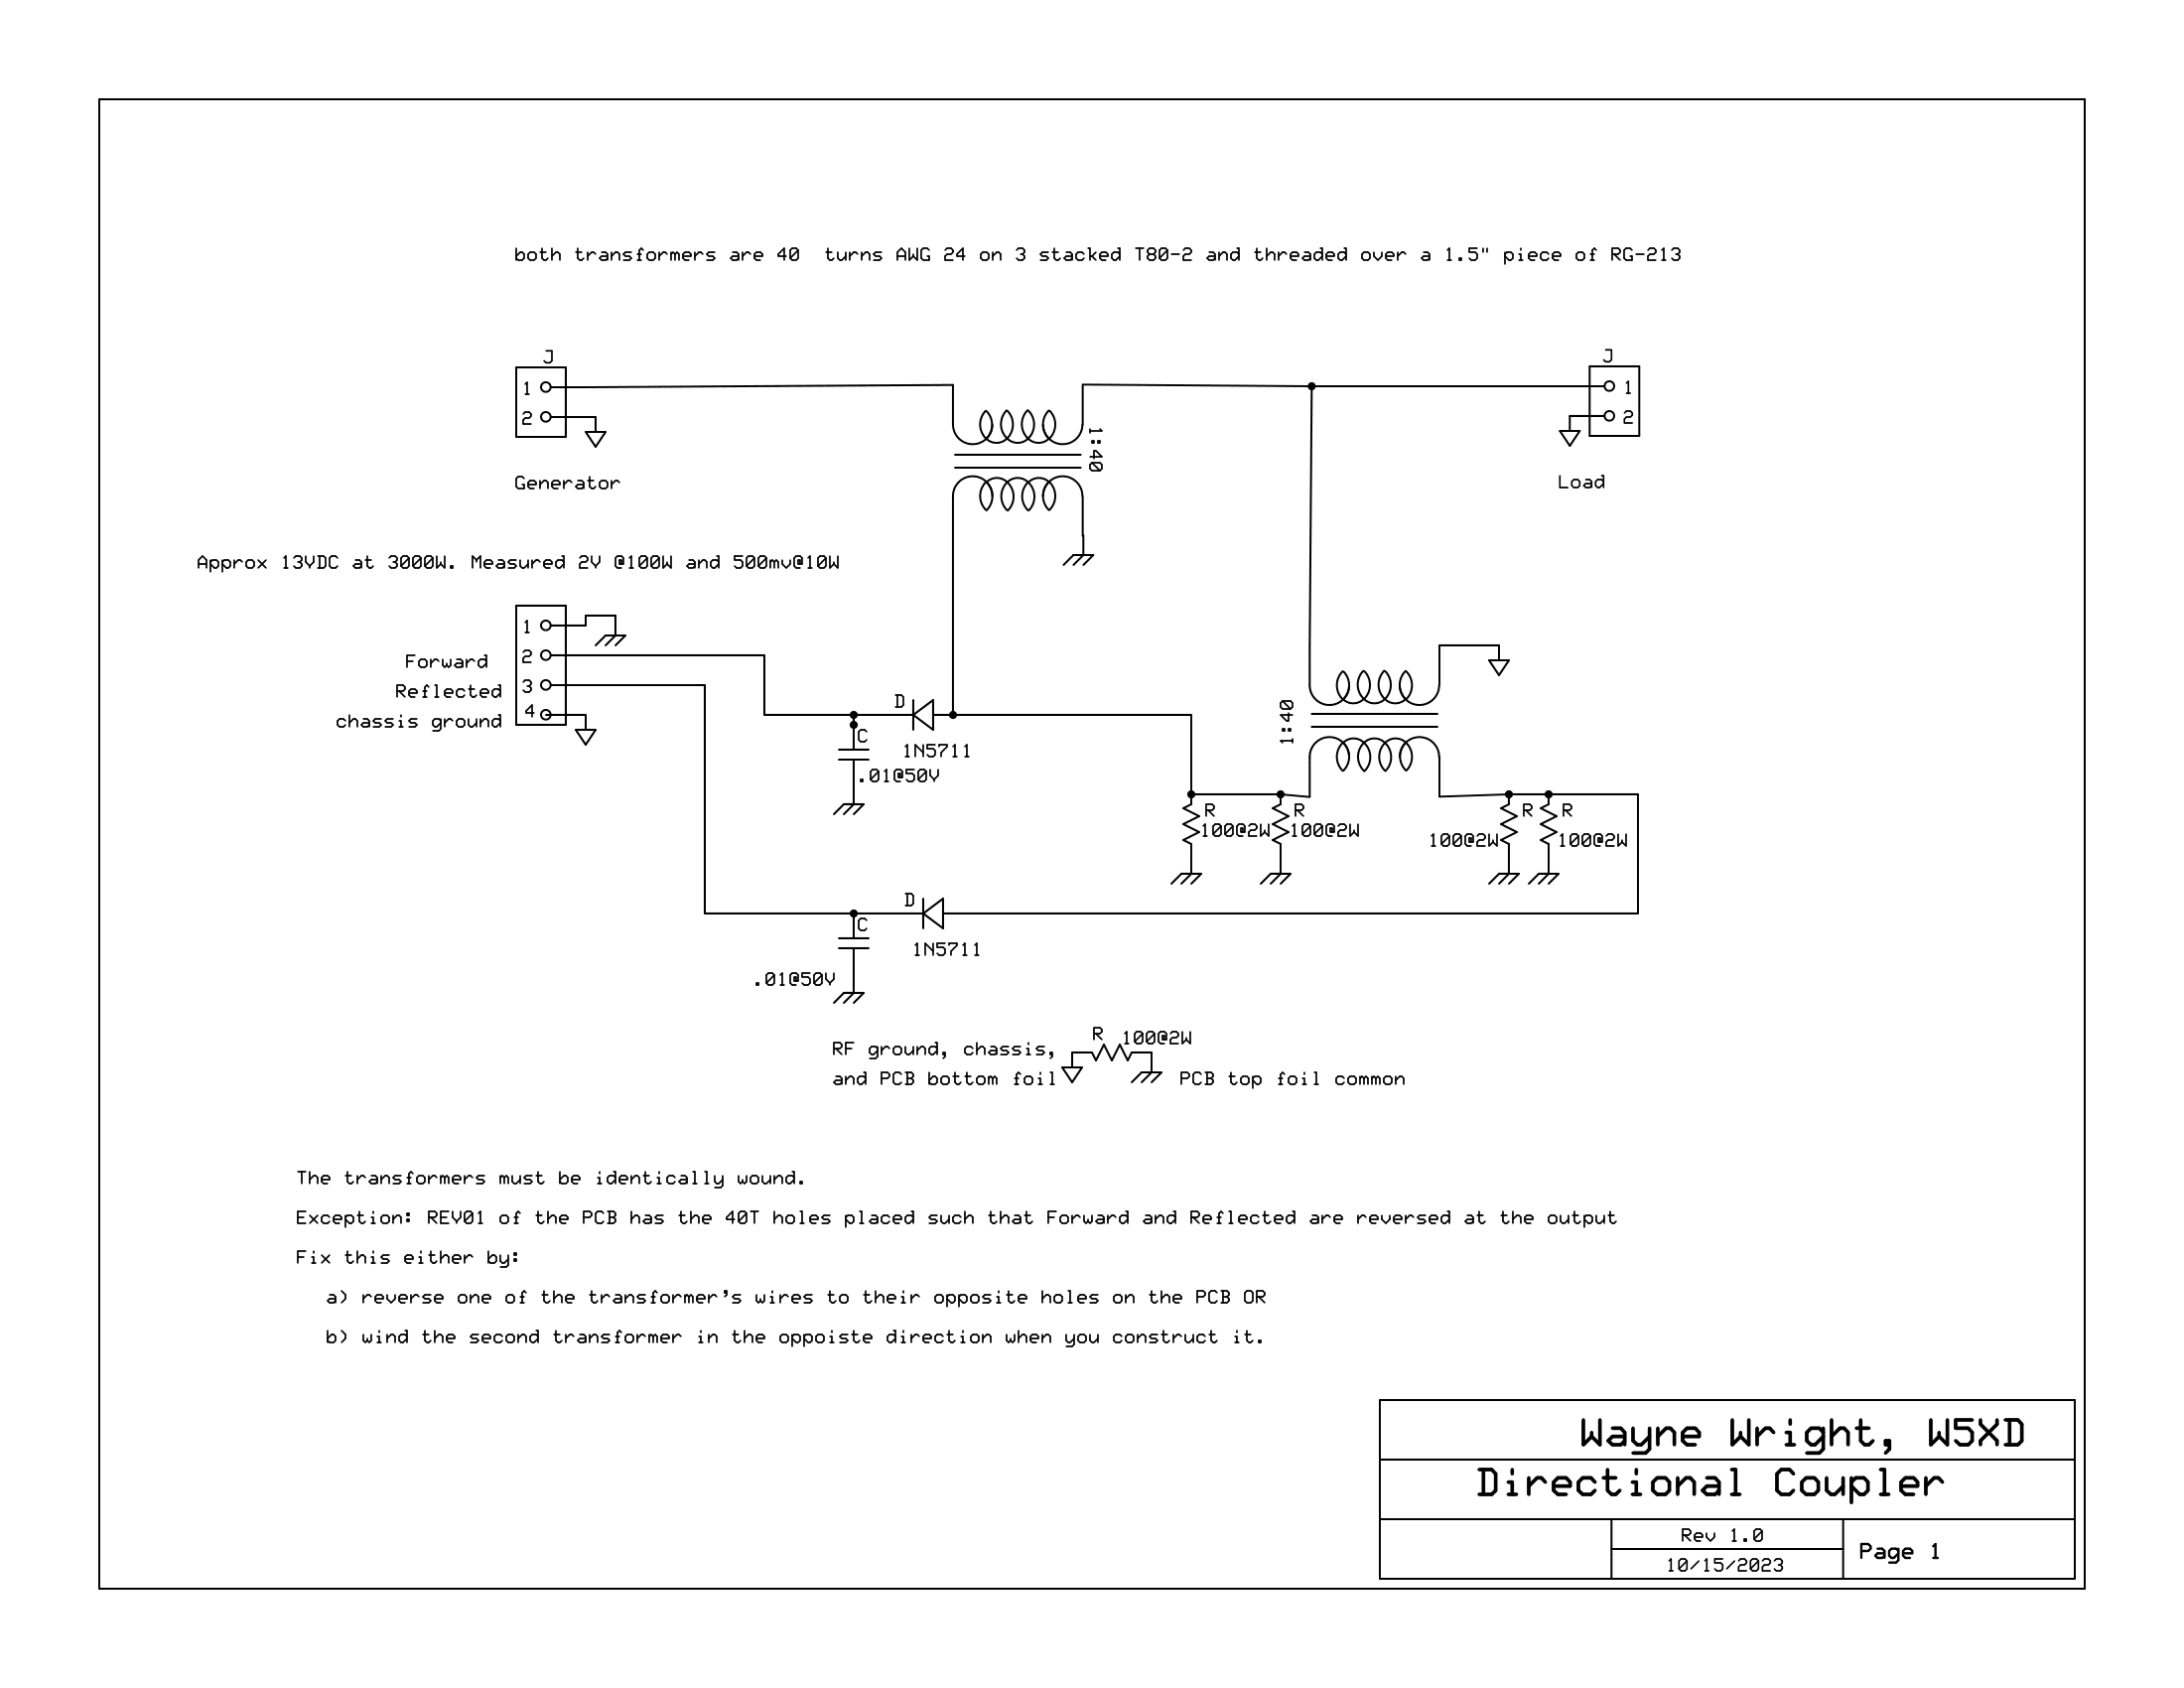 both transformers are 40  turns AWG 24 on 3 stacked T80-2 and threaded over a 1.5" piece of RG-213
J
1
2
Generator
J
1
2
Load
1:40
Approx 13VDC at 3000W. Measured 2V @100W and 500mv@10W
1
Forward 2
Reflected 3
chassis ground 4
D
1N5711
C
.01@50V
1:40
R
100@2W
R
100@2W
R
100@2W
R
100@2W
D
1N5711
C
.01@50V
R 100@2W
RF ground, chassis,
and PCB bottom foil
PCB top foil common
The transformers must be identically wound.
Exception: REV01 of the PCB has the 40T holes placed such that Forward and Reflected are reversed at the output
Fix this either by:
a) reverse one of the transformer's wires to their opposite holes on the PCB OR
b) wind the second transformer in the oppoiste direction when you construct it.
Wayne Wright, W5XD
Directional Coupler
Rev 1.0
10/15/2023
Page 1